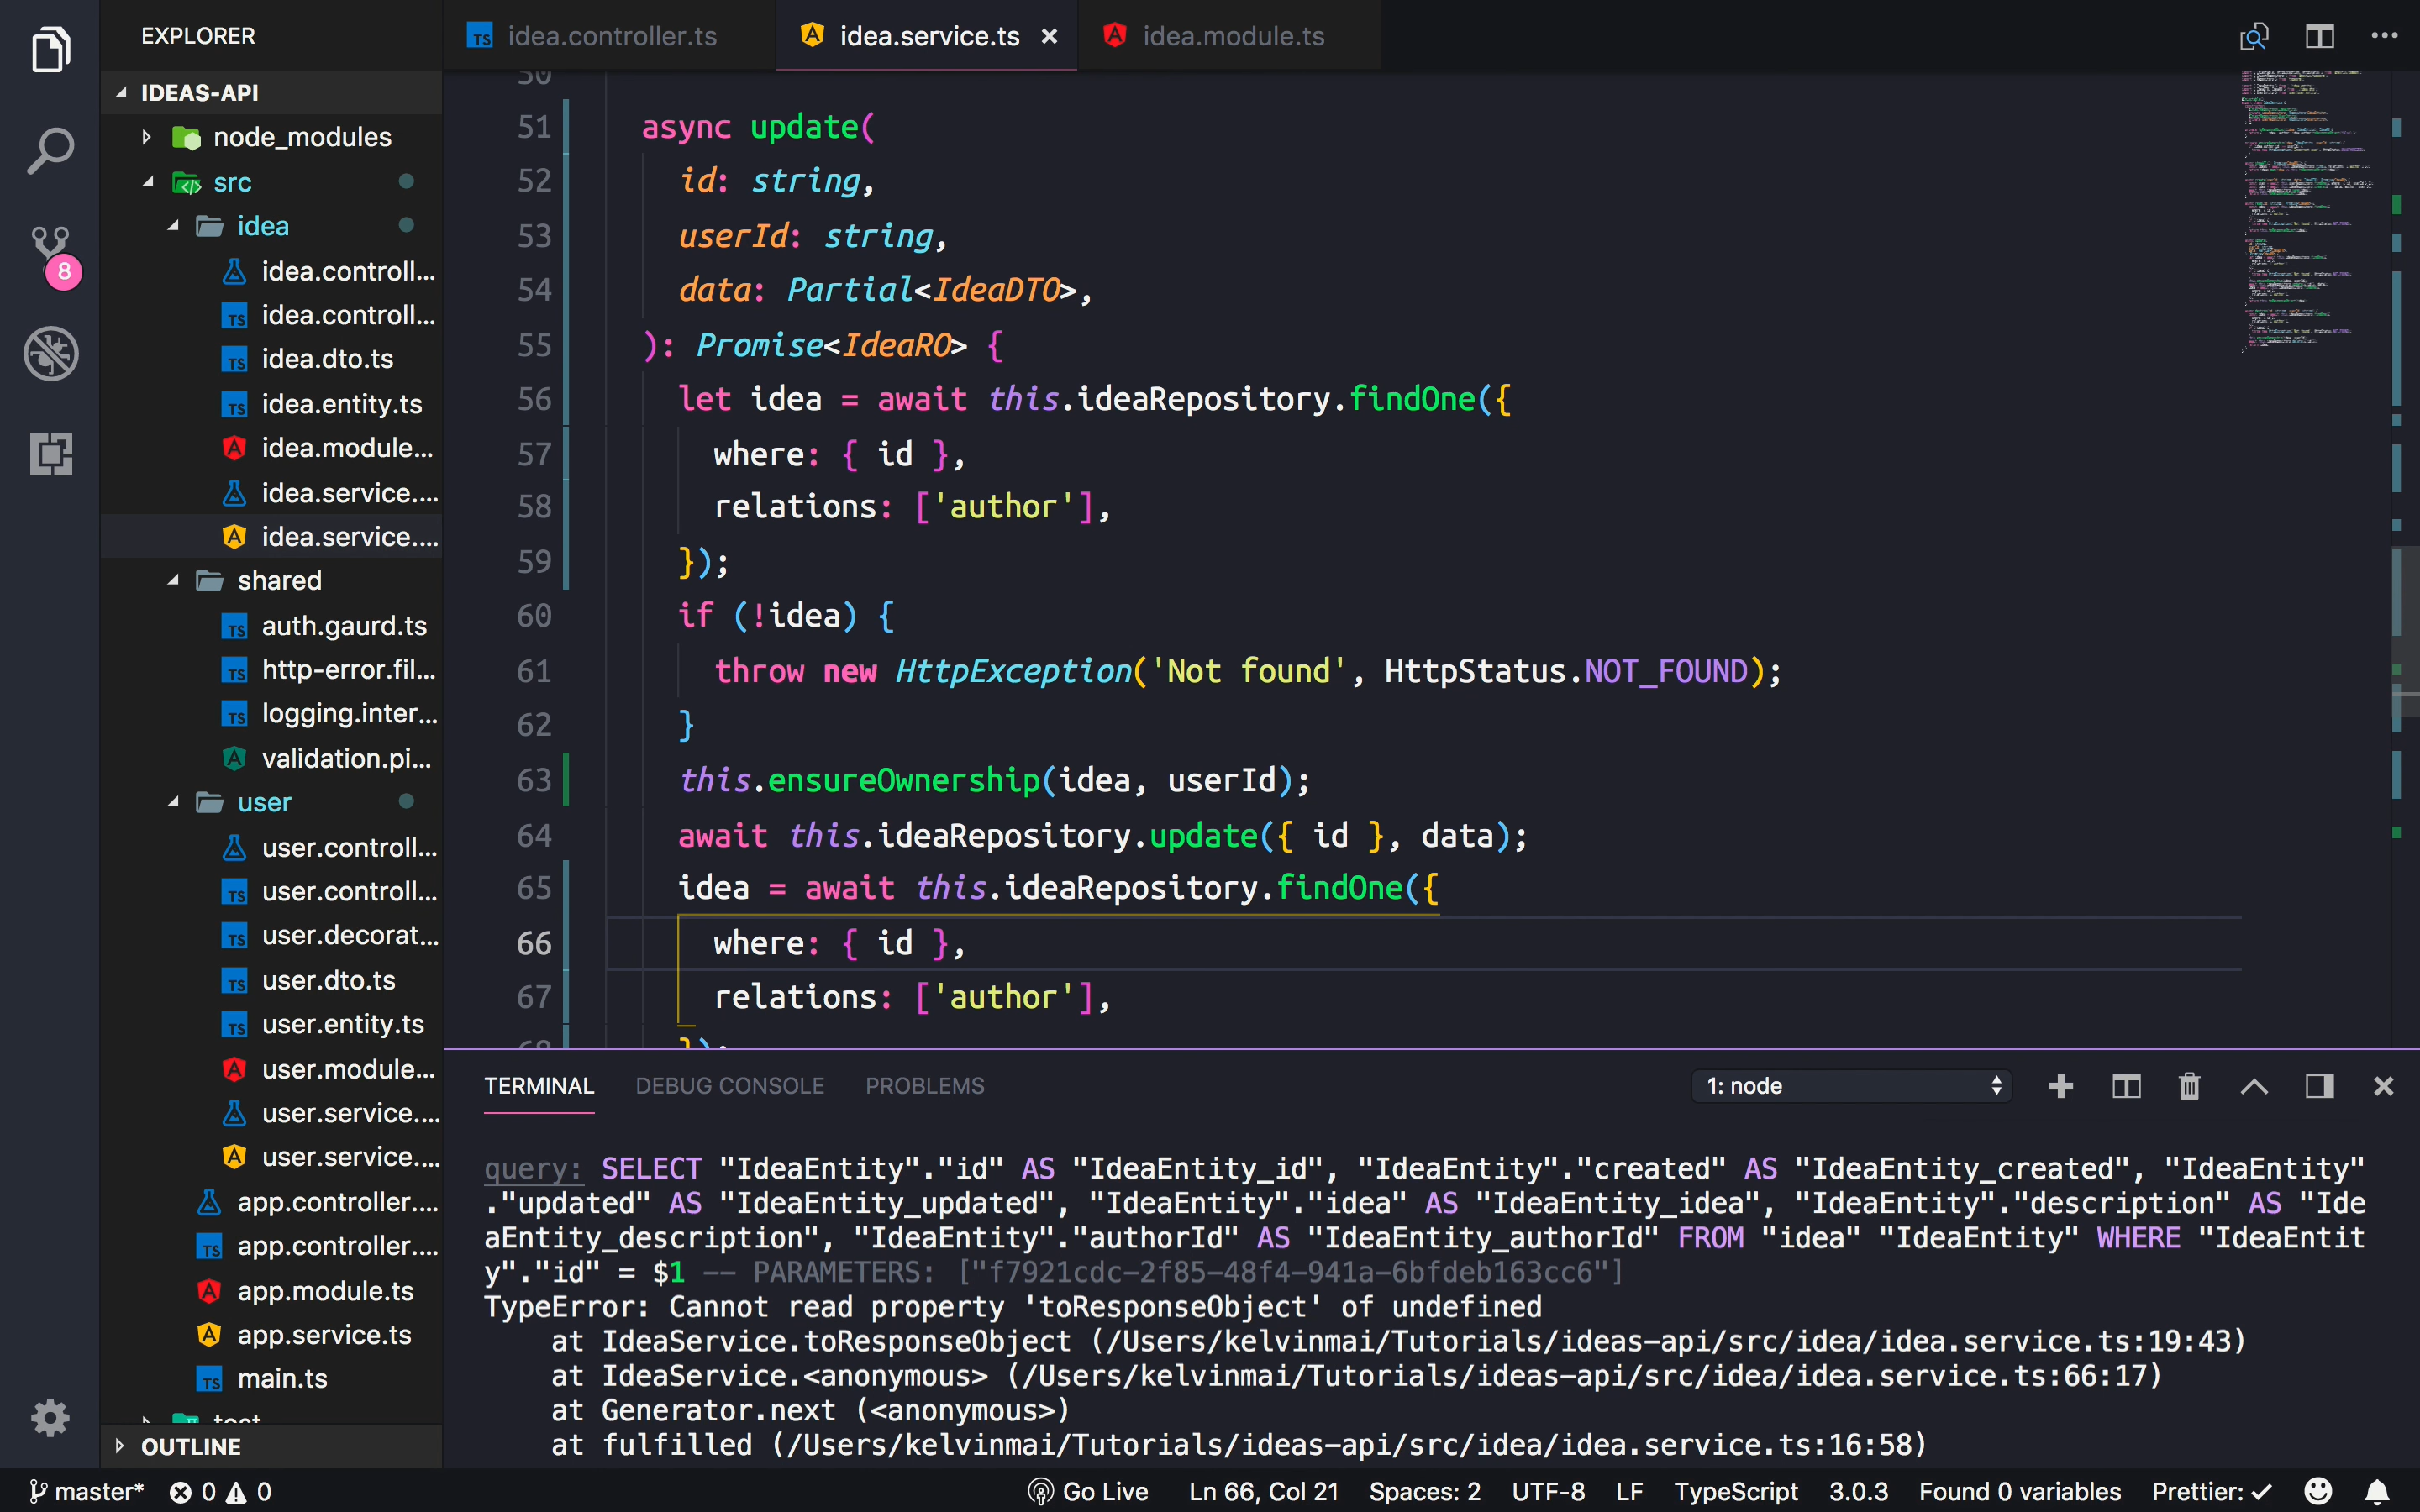 EXPLORER
idea.controller.ts
idea.service.ts ×
idea.module.ts
IDEAS-API
node_modules
src
idea
idea.controll...
idea.controll...
idea.dto.ts
idea.entity.ts
idea.module...
idea.service....
idea.service....
shared
auth.gaurd.ts
http-error.fil...
logging.inter...
validation.pi...
user
user.controll...
user.controll...
user.decorat...
user.dto.ts
user.entity.ts
user.module...
user.service....
user.service....
app.controller....
app.controller....
app.module.ts
app.service.ts
main.ts
test
OUTLINE
8
50
51 async update(
52 id: string,
53 userId: string,
54 data: Partial<IdeaDTO>,
55 ): Promise<IdeaRO> {
56 let idea = await this.ideaRepository.findOne({
57 where: { id },
58 relations: ['author'],
59 });
60 if (!idea) {
61 throw new HttpException('Not found', HttpStatus.NOT_FOUND);
62 }
63 this.ensureOwnership(idea, userId);
64 await this.ideaRepository.update({ id }, data);
65 idea = await this.ideaRepository.findOne({
66 where: { id },
67 relations: ['author'],
68 });
TERMINAL DEBUG CONSOLE PROBLEMS 1: node
query: SELECT "IdeaEntity"."id" AS "IdeaEntity_id", "IdeaEntity"."created" AS "IdeaEntity_created", "IdeaEntity"
."updated" AS "IdeaEntity_updated", "IdeaEntity"."idea" AS "IdeaEntity_idea", "IdeaEntity"."description" AS "Ide
aEntity_description", "IdeaEntity"."authorId" AS "IdeaEntity_authorId" FROM "idea" "IdeaEntity" WHERE "IdeaEntit
y"."id" = $1 -- PARAMETERS: ["f7921cdc-2f85-48f4-941a-6bfdeb163cc6"]
TypeError: Cannot read property 'toResponseObject' of undefined
at IdeaService.toResponseObject (/Users/kelvinmai/Tutorials/ideas-api/src/idea/idea.service.ts:19:43)
at IdeaService.<anonymous> (/Users/kelvinmai/Tutorials/ideas-api/src/idea/idea.service.ts:66:17)
at Generator.next (<anonymous>)
at fulfilled (/Users/kelvinmai/Tutorials/ideas-api/src/idea/idea.service.ts:16:58)
master* 0 0 Go Live Ln 66, Col 21 Spaces: 2 UTF-8 LF TypeScript 3.0.3 Found 0 variables Prettier: ✓